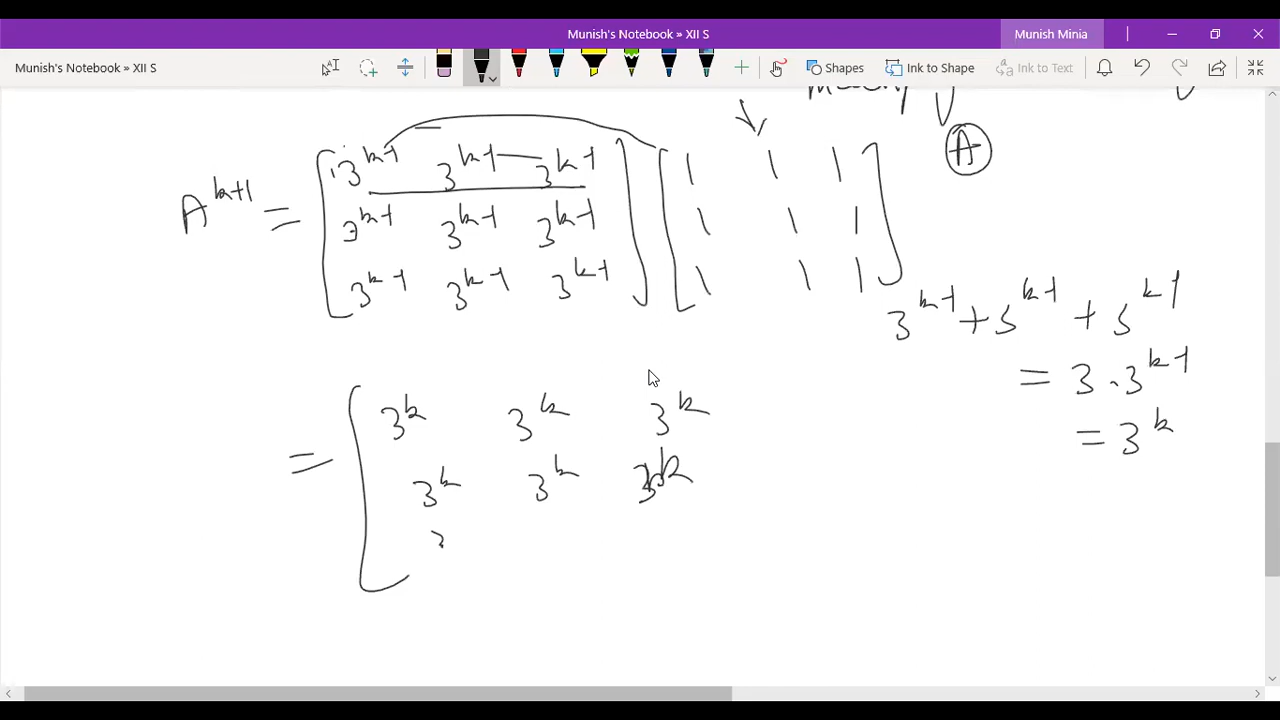 Munish's Notebook » XII S
Munish Minia
Munish's Notebook » XII S
Shapes
Ink to Shape
Ink to Text
A
A^{k+1} = [ 3^{k-1} 3^{k-1} 3^{k-1} ] [ 1 1 1 ]
3^{k-1} 3^{k-1} 3^{k-1} 1 1 1
3^{k-1} 3^{k-1} 3^{k-1} 1 1 1
3^{k-1} + 3^{k-1} + 3^{k-1}
= 3 . 3^{k-1}
= 3^k
= [ 3^k 3^k 3^k
3^k 3^k 3^k